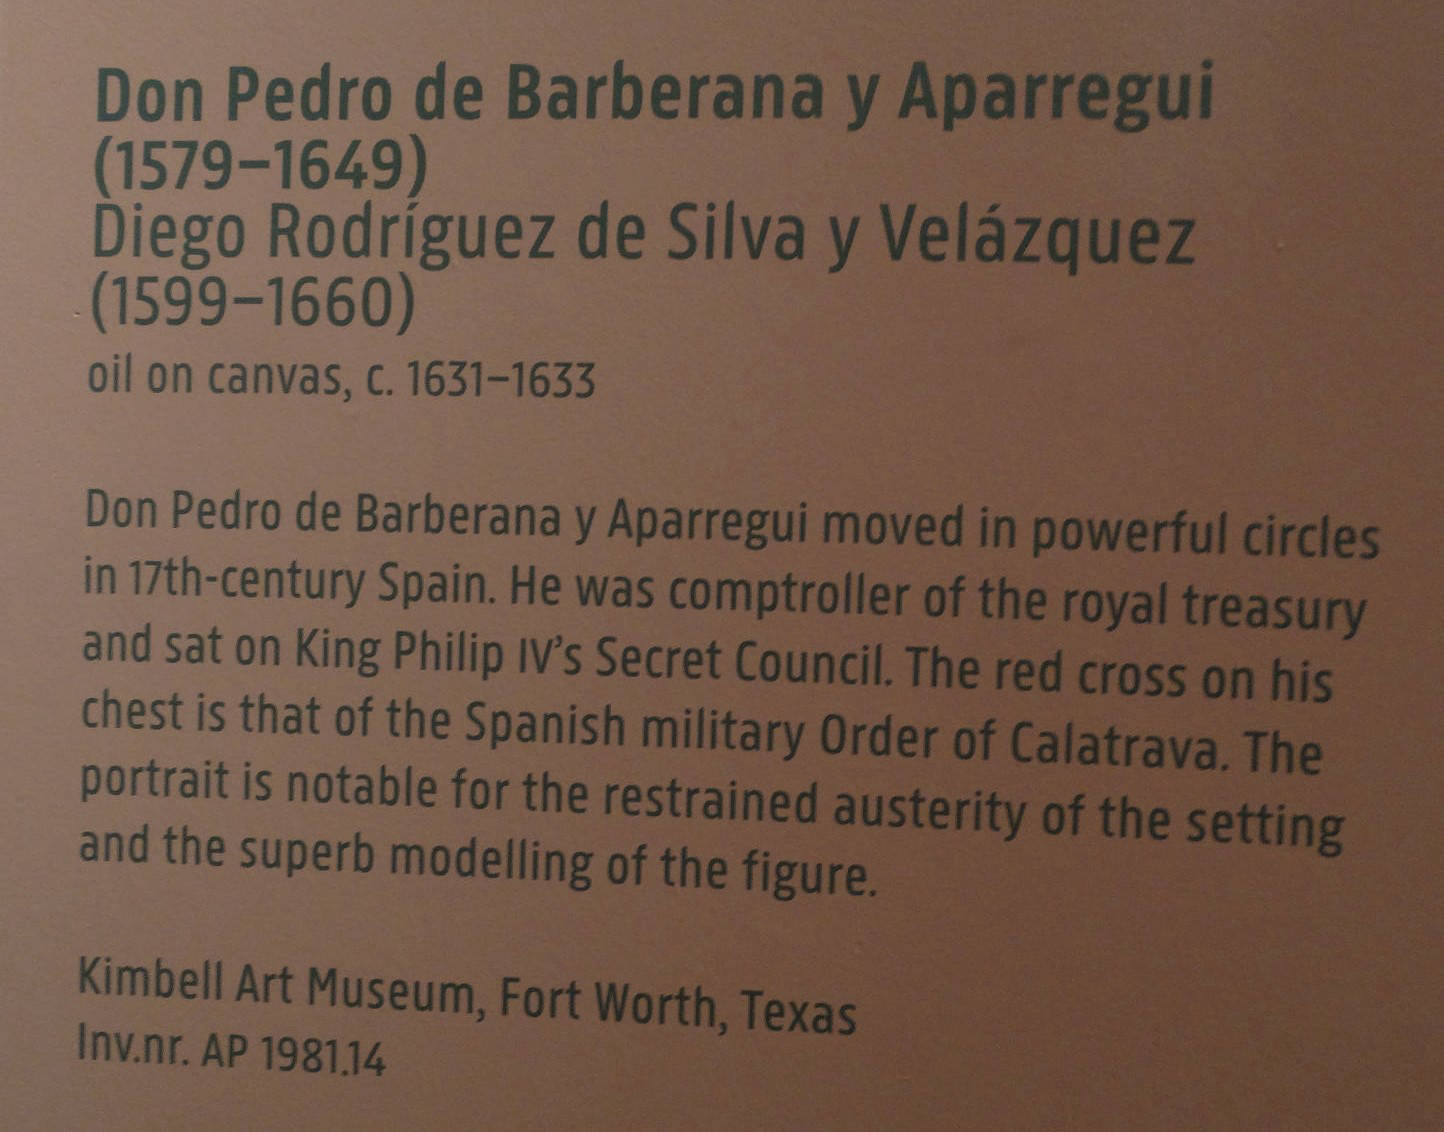 Don Pedro de Barberana y Aparregui
(1579–1649)
Diego Rodríguez de Silva y Velázquez
(1599–1660)
oil on canvas, c. 1631–1633
Don Pedro de Barberana y Aparregui moved in powerful circles
in 17th-century Spain. He was comptroller of the royal treasury
and sat on King Philip IV’s Secret Council. The red cross on his
chest is that of the Spanish military Order of Calatrava. The
portrait is notable for the restrained austerity of the setting
and the superb modelling of the figure.
Kimbell Art Museum, Fort Worth, Texas
Inv.nr. AP 1981.14